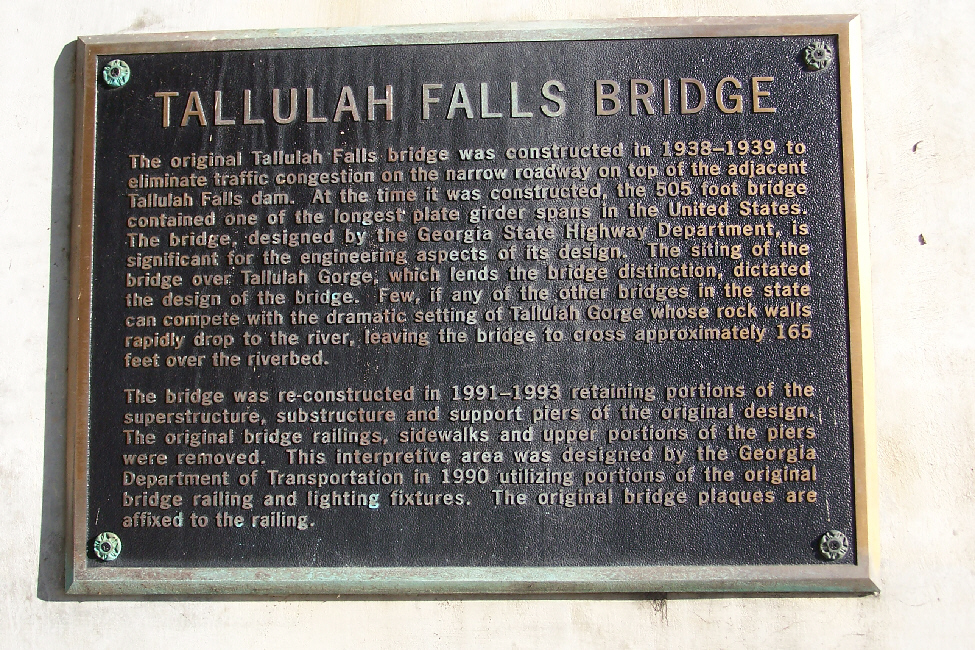 TALLULAH FALLS BRIDGE
The original Tallulah Falls bridge was constructed in 1938–1939 to
eliminate traffic congestion on the narrow roadway on top of the adjacent
Tallulah Falls dam. At the time it was constructed, the 505 foot bridge
contained one of the longest plate girder spans in the United States.
The bridge, designed by the Georgia State Highway Department, is
significant for the engineering aspects of its design. The siting of the
bridge over Tallulah Gorge, which lends the bridge distinction, dictated
the design of the bridge. Few, if any of the other bridges in the state
can compete with the dramatic setting of Tallulah Gorge whose rock walls
rapidly drop to the river, leaving the bridge to cross approximately 165
feet over the riverbed.
The bridge was re-constructed in 1991–1993 retaining portions of the
superstructure, substructure and support piers of the original design.
The original bridge railings, sidewalks and upper portions of the piers
were removed. This interpretive area was designed by the Georgia
Department of Transportation in 1990 utilizing portions of the original
bridge railing and lighting fixtures. The original bridge plaques are
affixed to the railing.